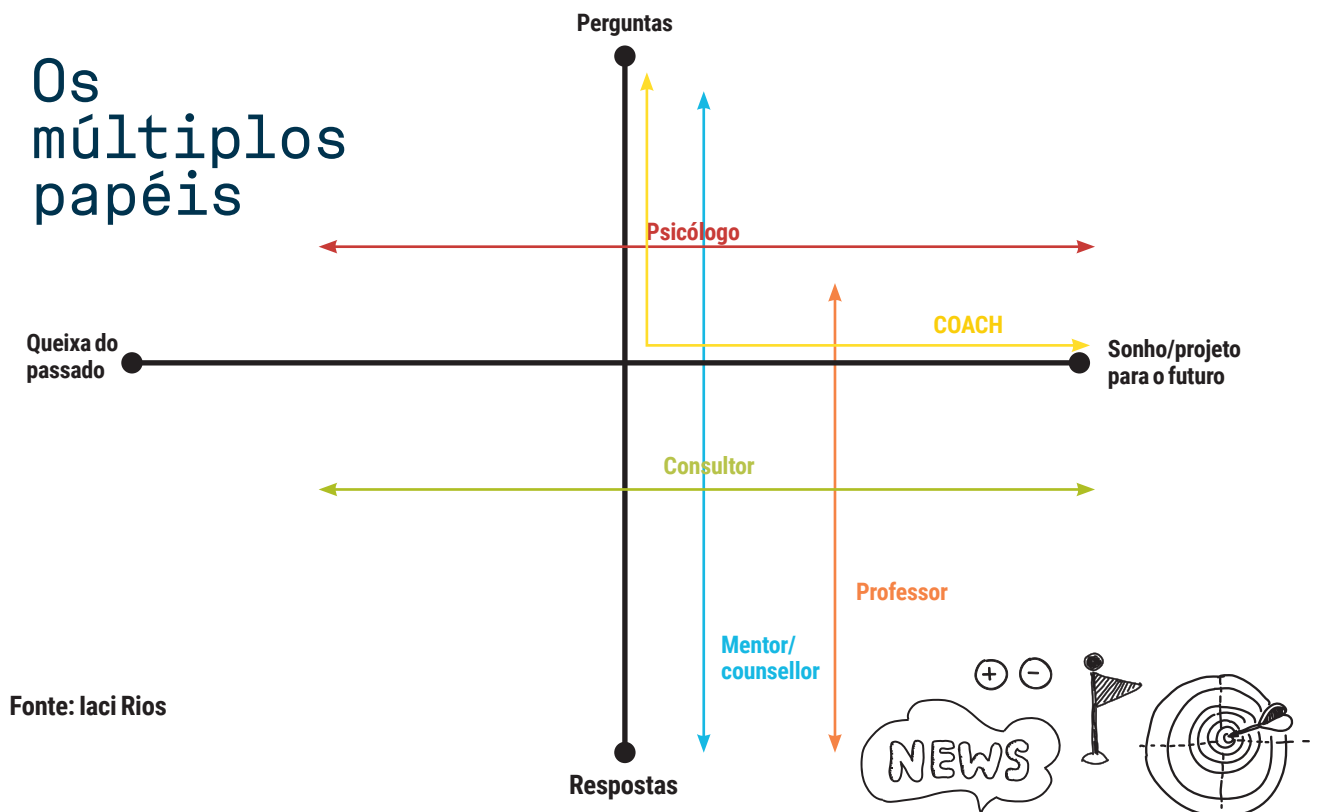 Perguntas
Os
múltiplos
papéis
Psicólogo
COACH
Queixa do
passado
Sonho/projeto
para o futuro
Consultor
Professor
Mentor/
counsellor
Fonte: Iaci Rios
NEWS
Respostas